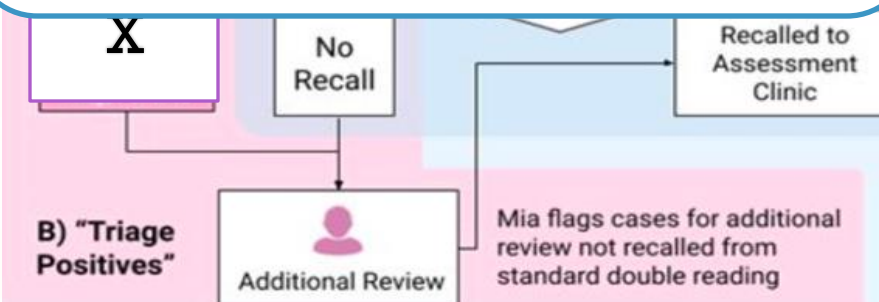 X
No
Recall
Recalled to
Assessment
Clinic
B) “Triage
Positives”
Additional Review
Mia flags cases for additional
review not recalled from
standard double reading